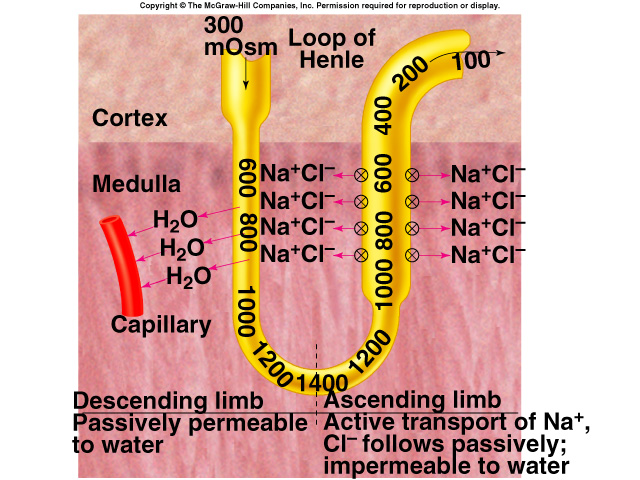 Copyright © The McGraw-Hill Companies, Inc. Permission required for reproduction or display.
300
mOsm
Loop of
Henle
100
200
400
Cortex
Medulla
600
Na⁺Cl⁻
600
Na⁺Cl⁻
Na⁺Cl⁻
Na⁺Cl⁻
H₂O
800
Na⁺Cl⁻
800
Na⁺Cl⁻
H₂O
Na⁺Cl⁻
Na⁺Cl⁻
H₂O
1000
1000
Capillary
1200
1200
1400
Descending limb
Passively permeable
to water
Ascending limb
Active transport of Na⁺,
Cl⁻ follows passively;
impermeable to water